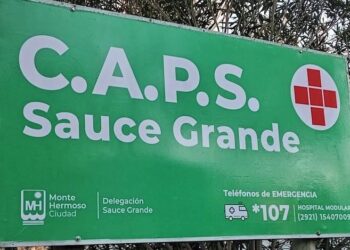 C.A.P.S.
Sauce Grande
MH
Monte
Hermoso
Ciudad
Delegación
Sauce Grande
Teléfonos de EMERGENCIA
*107
HOSPITAL MODULAR
(2921) 15407009